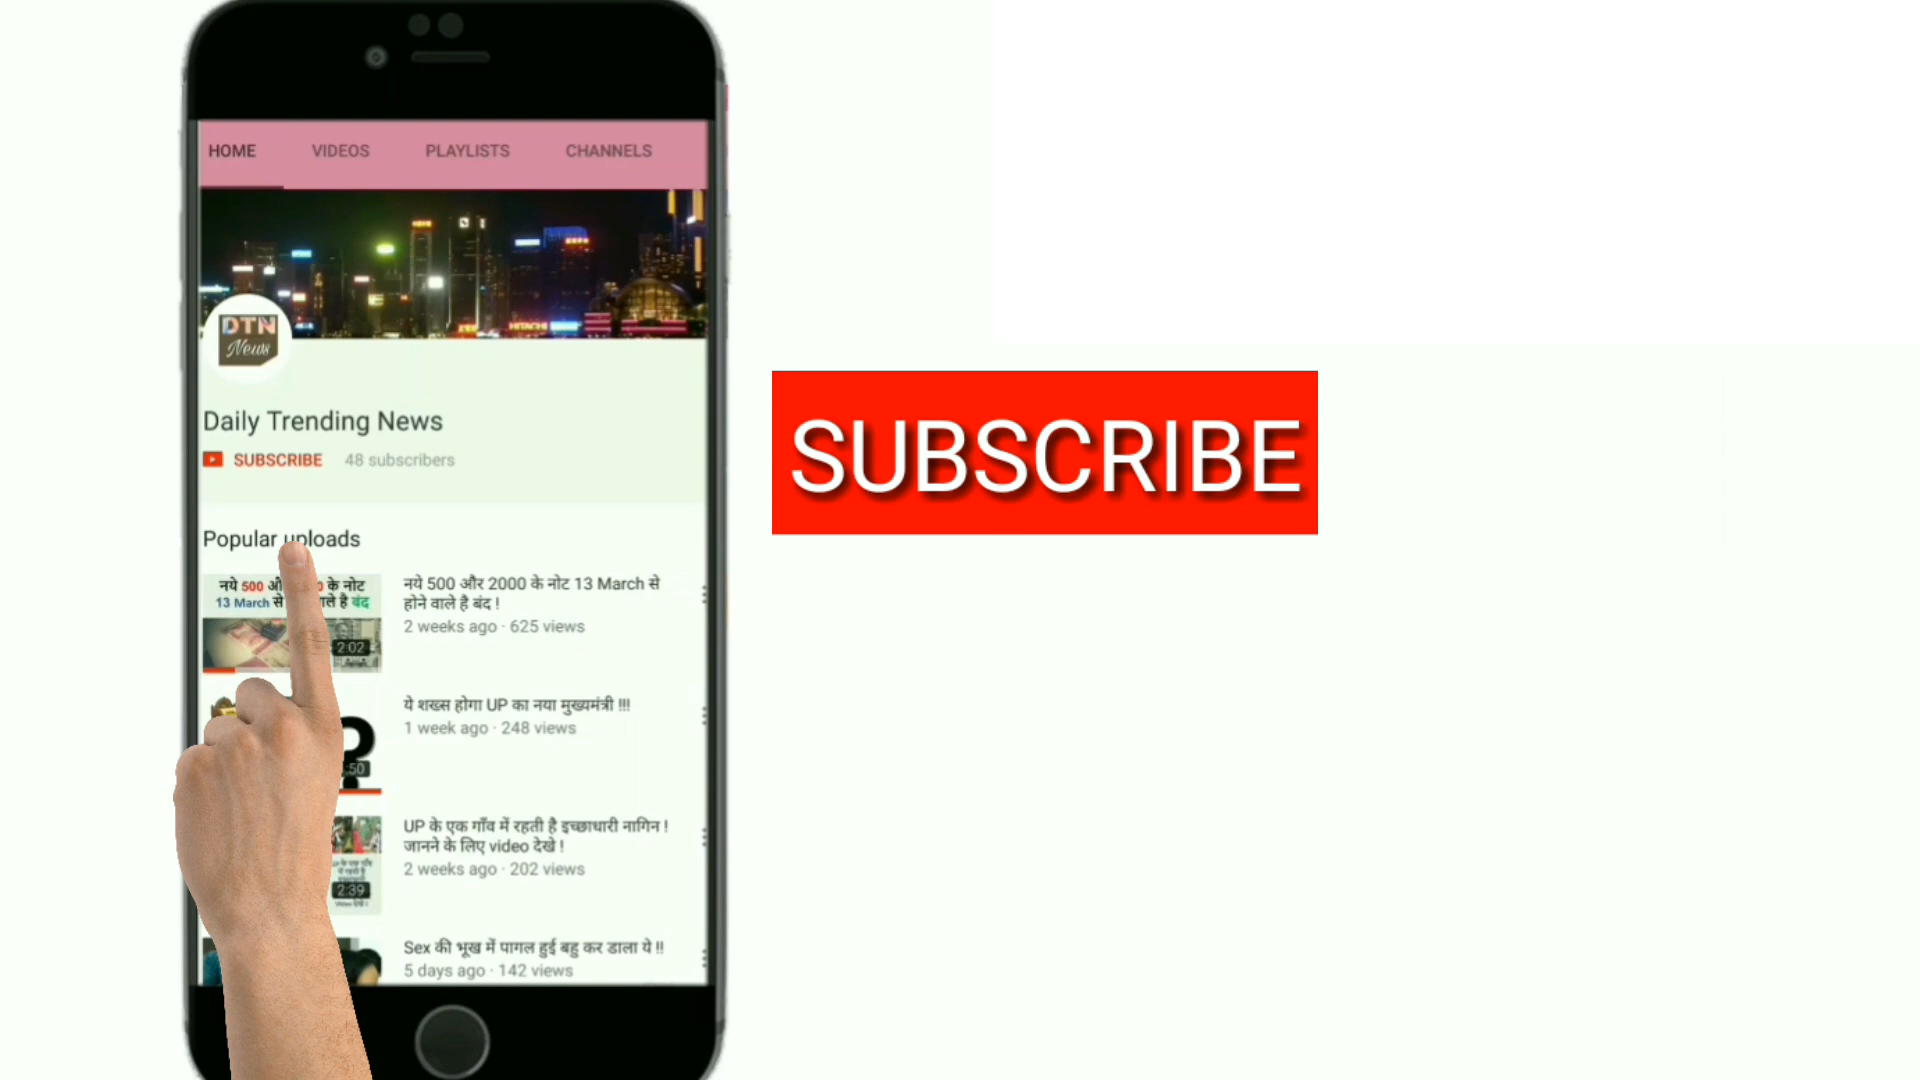 HOME VIDEOS PLAYLISTS CHANNELS
DTN
News
Daily Trending News
SUBSCRIBE 48 subscribers
SUBSCRIBE
Popular uploads
नये 500 के नोट
13 March से वाले है बंद
2:02
नये 500 और 2000 के नोट 13 March से
होने वाले है बंद !
2 weeks ago · 625 views
:50
ये शख्स होगा UP का नया मुख्यमंत्री !!!
1 week ago · 248 views
2:39
UP के एक गाँव में रहती है इच्छाधारी नागिन !
जानने के लिए video देखे !
2 weeks ago · 202 views
Sex की भूख में पागल हुई बहु कर डाला ये !!
5 days ago · 142 views